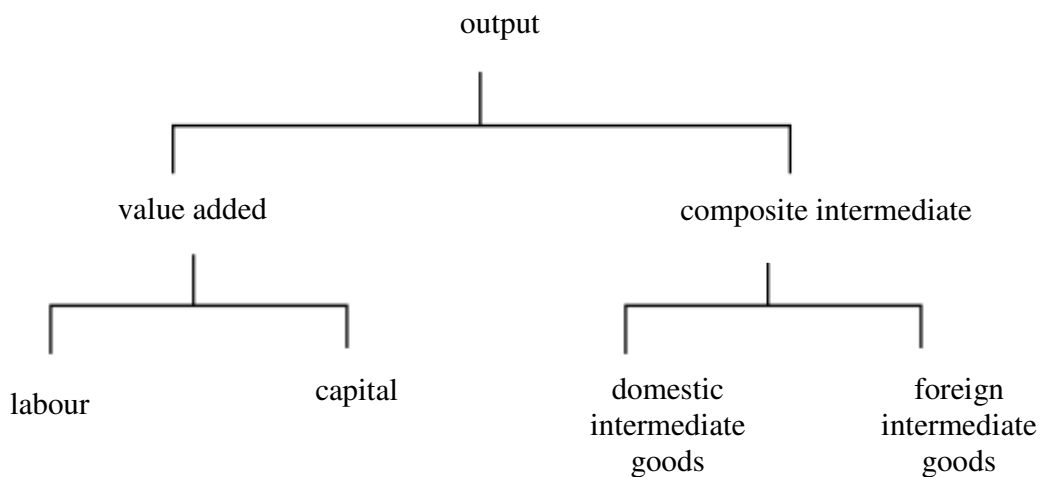 output
value added
composite intermediate
labour
capital
domestic
intermediate
goods
foreign
intermediate
goods